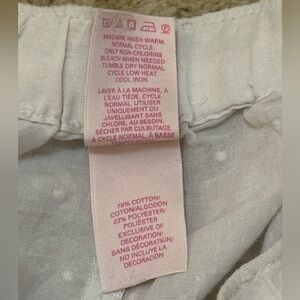 MACHINE WASH WARM
NORMAL CYCLE.
ONLY NON-CHLORINE
BLEACH WHEN NEEDED.
TUMBLE DRY NORMAL
CYCLE LOW HEAT.
COOL IRON.
LAVER À LA MACHINE, À
L'EAU TIÈDE. CYCLE
NORMAL, UTILISER
UNIQUEMENT DU
JAVELLISANT SANS
CHLORE, AU BESOIN.
SÉCHER PAR CULBUTAGE
À CYCLE NORMAL, À BASSE
78% COTTON/
COTON/ALGODÓN
22% POLYESTER/
POLIÉSTER
EXCLUSIVE OF
DECORATION/
SANS DÉCORATION/
NO INCLUYE LA
DECORACIÓN